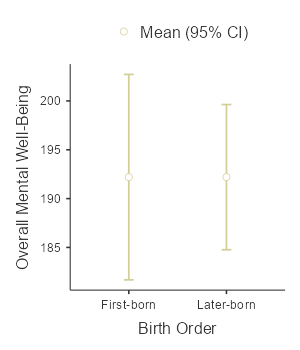 Mean (95% CI)
200
195
190
185
Overall Mental Well-Being
First-born Later-born
Birth Order